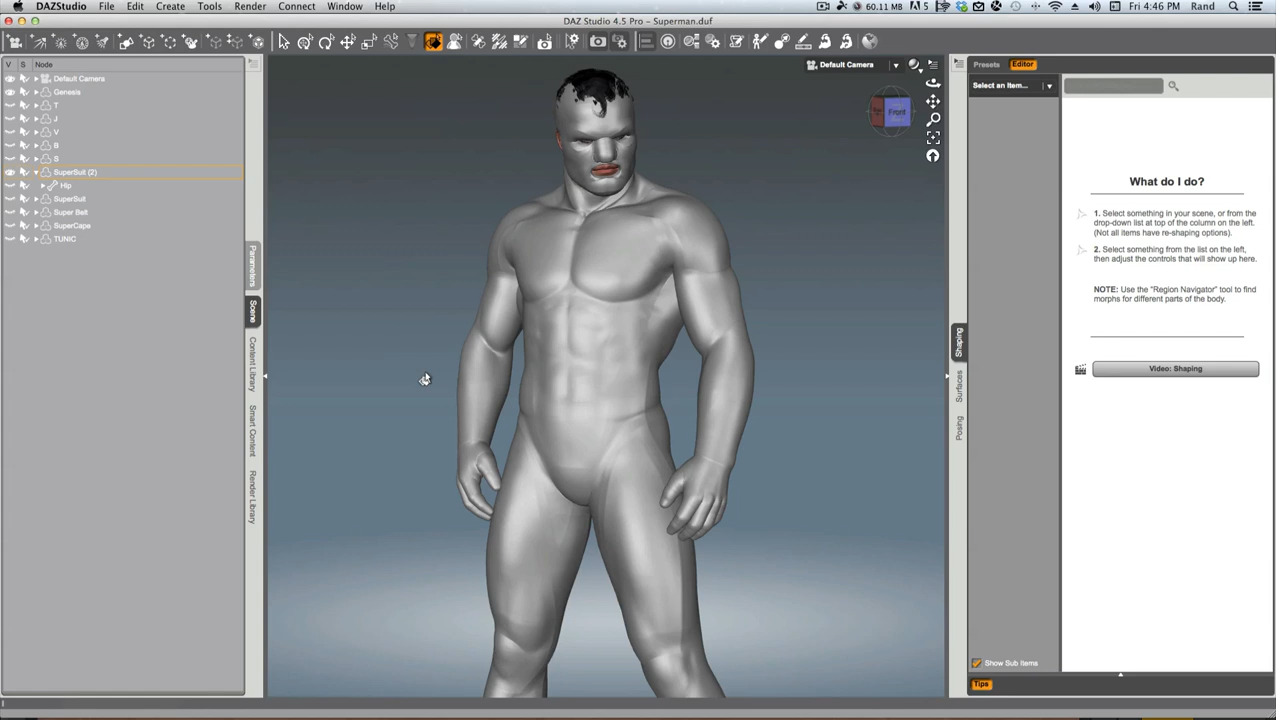 DAZStudio File Edit Create Tools Render Connect Window Help 60.11 MB 5 Fri 4:46 PM Rand
DAZStudio 4.5 Pro - Superman.duf
V S Node
Default Camera
Genesis
T
J
V
B
S
SuperSuit (2)
Hip
SuperSuit
Super Belt
SuperCape
TUNIC
Parameters
Scene
Content Library
Smart Content
Render Library
Default Camera
Front
Shaping
Surfaces
Posing
Presets Editor
Select an Item...
What do I do?
1. Select something in your scene, or from the
drop-down list at top of the column on the left.
(Not all items have re-shaping options).
2. Select something from the list on the left,
then adjust the controls that will show up here.
NOTE: Use the "Region Navigator" tool to find
morphs for different parts of the body.
Video: Shaping
Show Sub Items
Tips